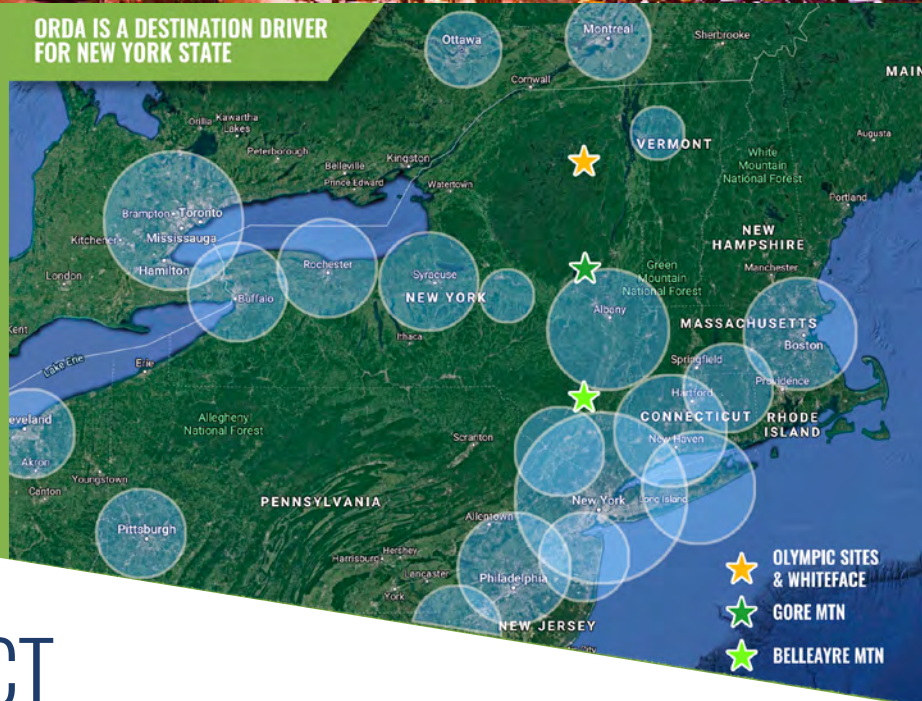 ORDA IS A DESTINATION DRIVER
FOR NEW YORK STATE
Ottawa
Montreal
Sherbrooke
Cornwall
MAIN
Orillia
Kawartha
Lakes
Peterborough
Belleville
Kingston
Prince Edward
Watertown
VERMONT
Augusta
White
Mountain
National Forest
Portland
Brampton
Toronto
Mississauga
Kitchener
Hamilton
London
NEW
HAMPSHIRE
Manchester
Rochester
Syracuse
Buffalo
NEW YORK
Green
Mountain
National Forest
Albany
MASSACHUSETTS
Boston
Kent
Ithaca
Lake Erie
Erie
Springfield
Providence
Hartford
CONNECTICUT
RHODE
ISLAND
eveland
Allegheny
National Forest
Scranton
New Haven
Akron
Youngstown
Canton
PENNSYLVANIA
New York
Long Island
Allentown
Pittsburgh
Hershey
Harrisburg
Lancaster
York
Philadelphia
NEW JERSEY
OLYMPIC SITES
& WHITEFACE
GORE MTN
BELLEAYRE MTN
CT